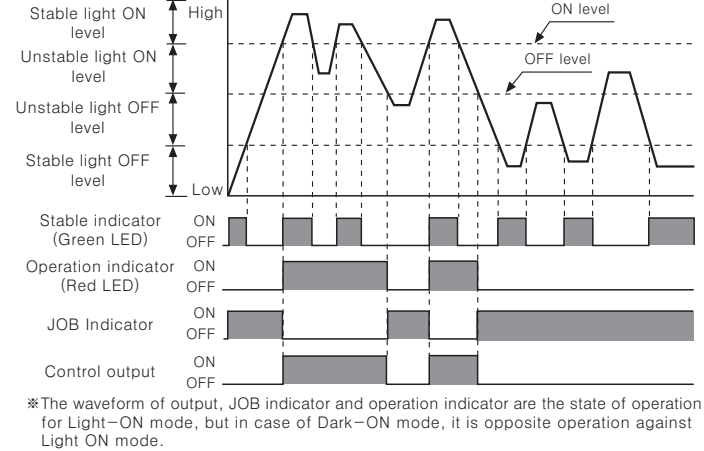 Stable light ON
level
High
ON level
Unstable light ON
level
OFF level
Unstable light OFF
level
Stable light OFF
level
Low
Stable indicator
(Green LED)
ON
OFF
Operation indicator
(Red LED)
ON
OFF
JOB Indicator
ON
OFF
Control output
ON
OFF
※The waveform of output, JOB indicator and operation indicator are the state of operation
for Light-ON mode, but in case of Dark-ON mode, it is opposite operation against
Light ON mode.